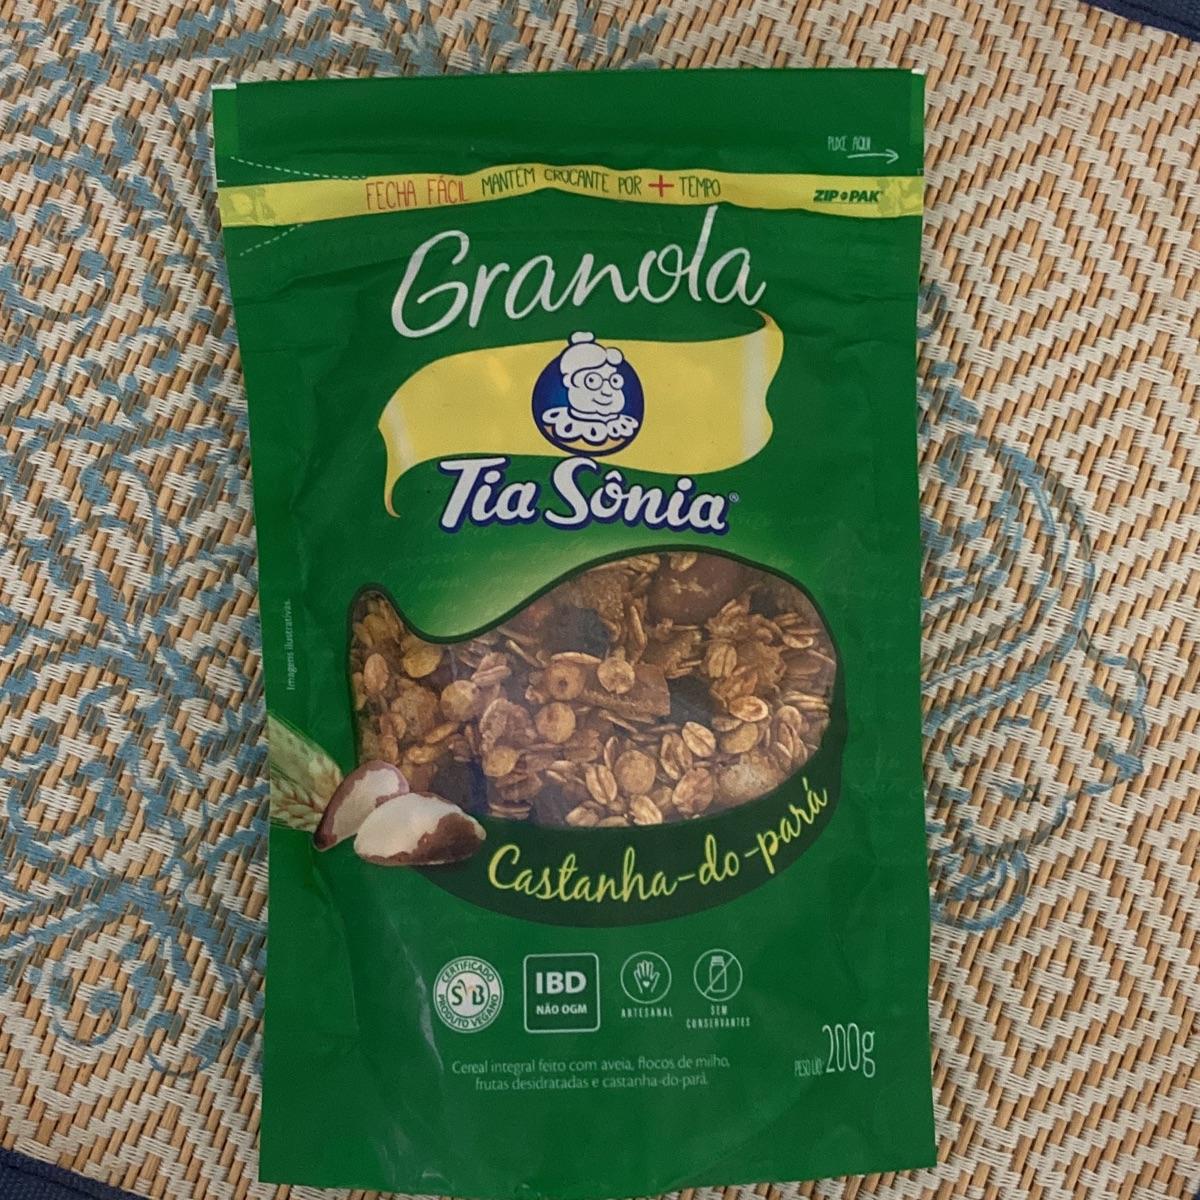 PUXE AQUI
FECHA FÁCIL MANTÉM CROCANTE POR + TEMPO
ZIP PAK
Granola
Tia Sônia®
Imagens ilustrativas.
Castanha-do-pará
CERTIFICADO
SVB
PRODUTO VEGANO
IBD
NÃO OGM
ARTESANAL
SEM
CONSERVANTES
Cereal integral feito com aveia, flocos de milho,
frutas desidratadas e castanha-do-pará.
PESO LÍQ. 200g